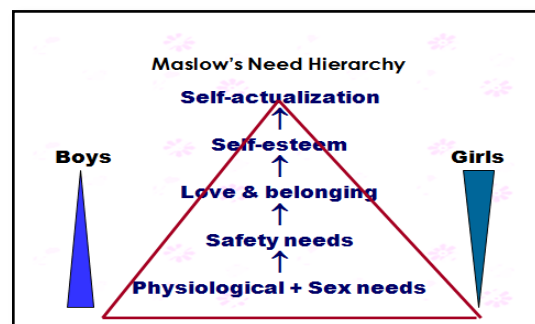 Maslow's Need Hierarchy
Self-actualization
Self-esteem
Boys
Girls
Love & belonging
Safety needs
Physiological + Sex needs